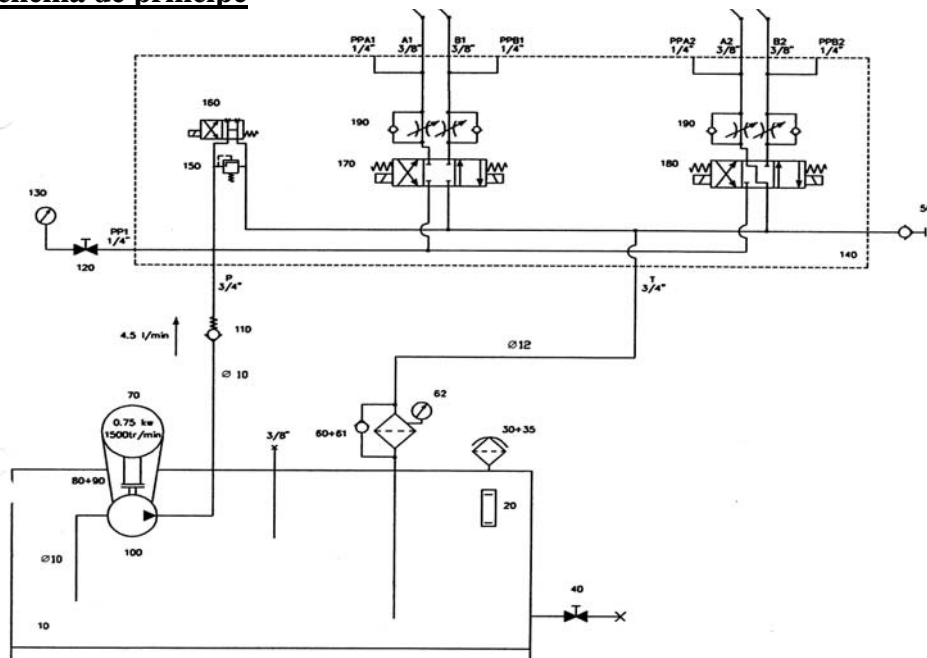 schéma de principe
PPA1
1/4"
A1
3/8"
B1
3/8"
PPB1
1/4"
PPA2
1/4"
A2
3/8"
B2
3/8"
PPB2
1/4"
160
190
190
150
170
180
130
PP1
1/4"
120
140
P
3/4"
T
3/4"
4.5 l/min
110
Ø12
Ø 10
70
62
0.75 kw
1500tr/min
3/8"
60+61
30+35
80+90
20
100
Ø10
40
10